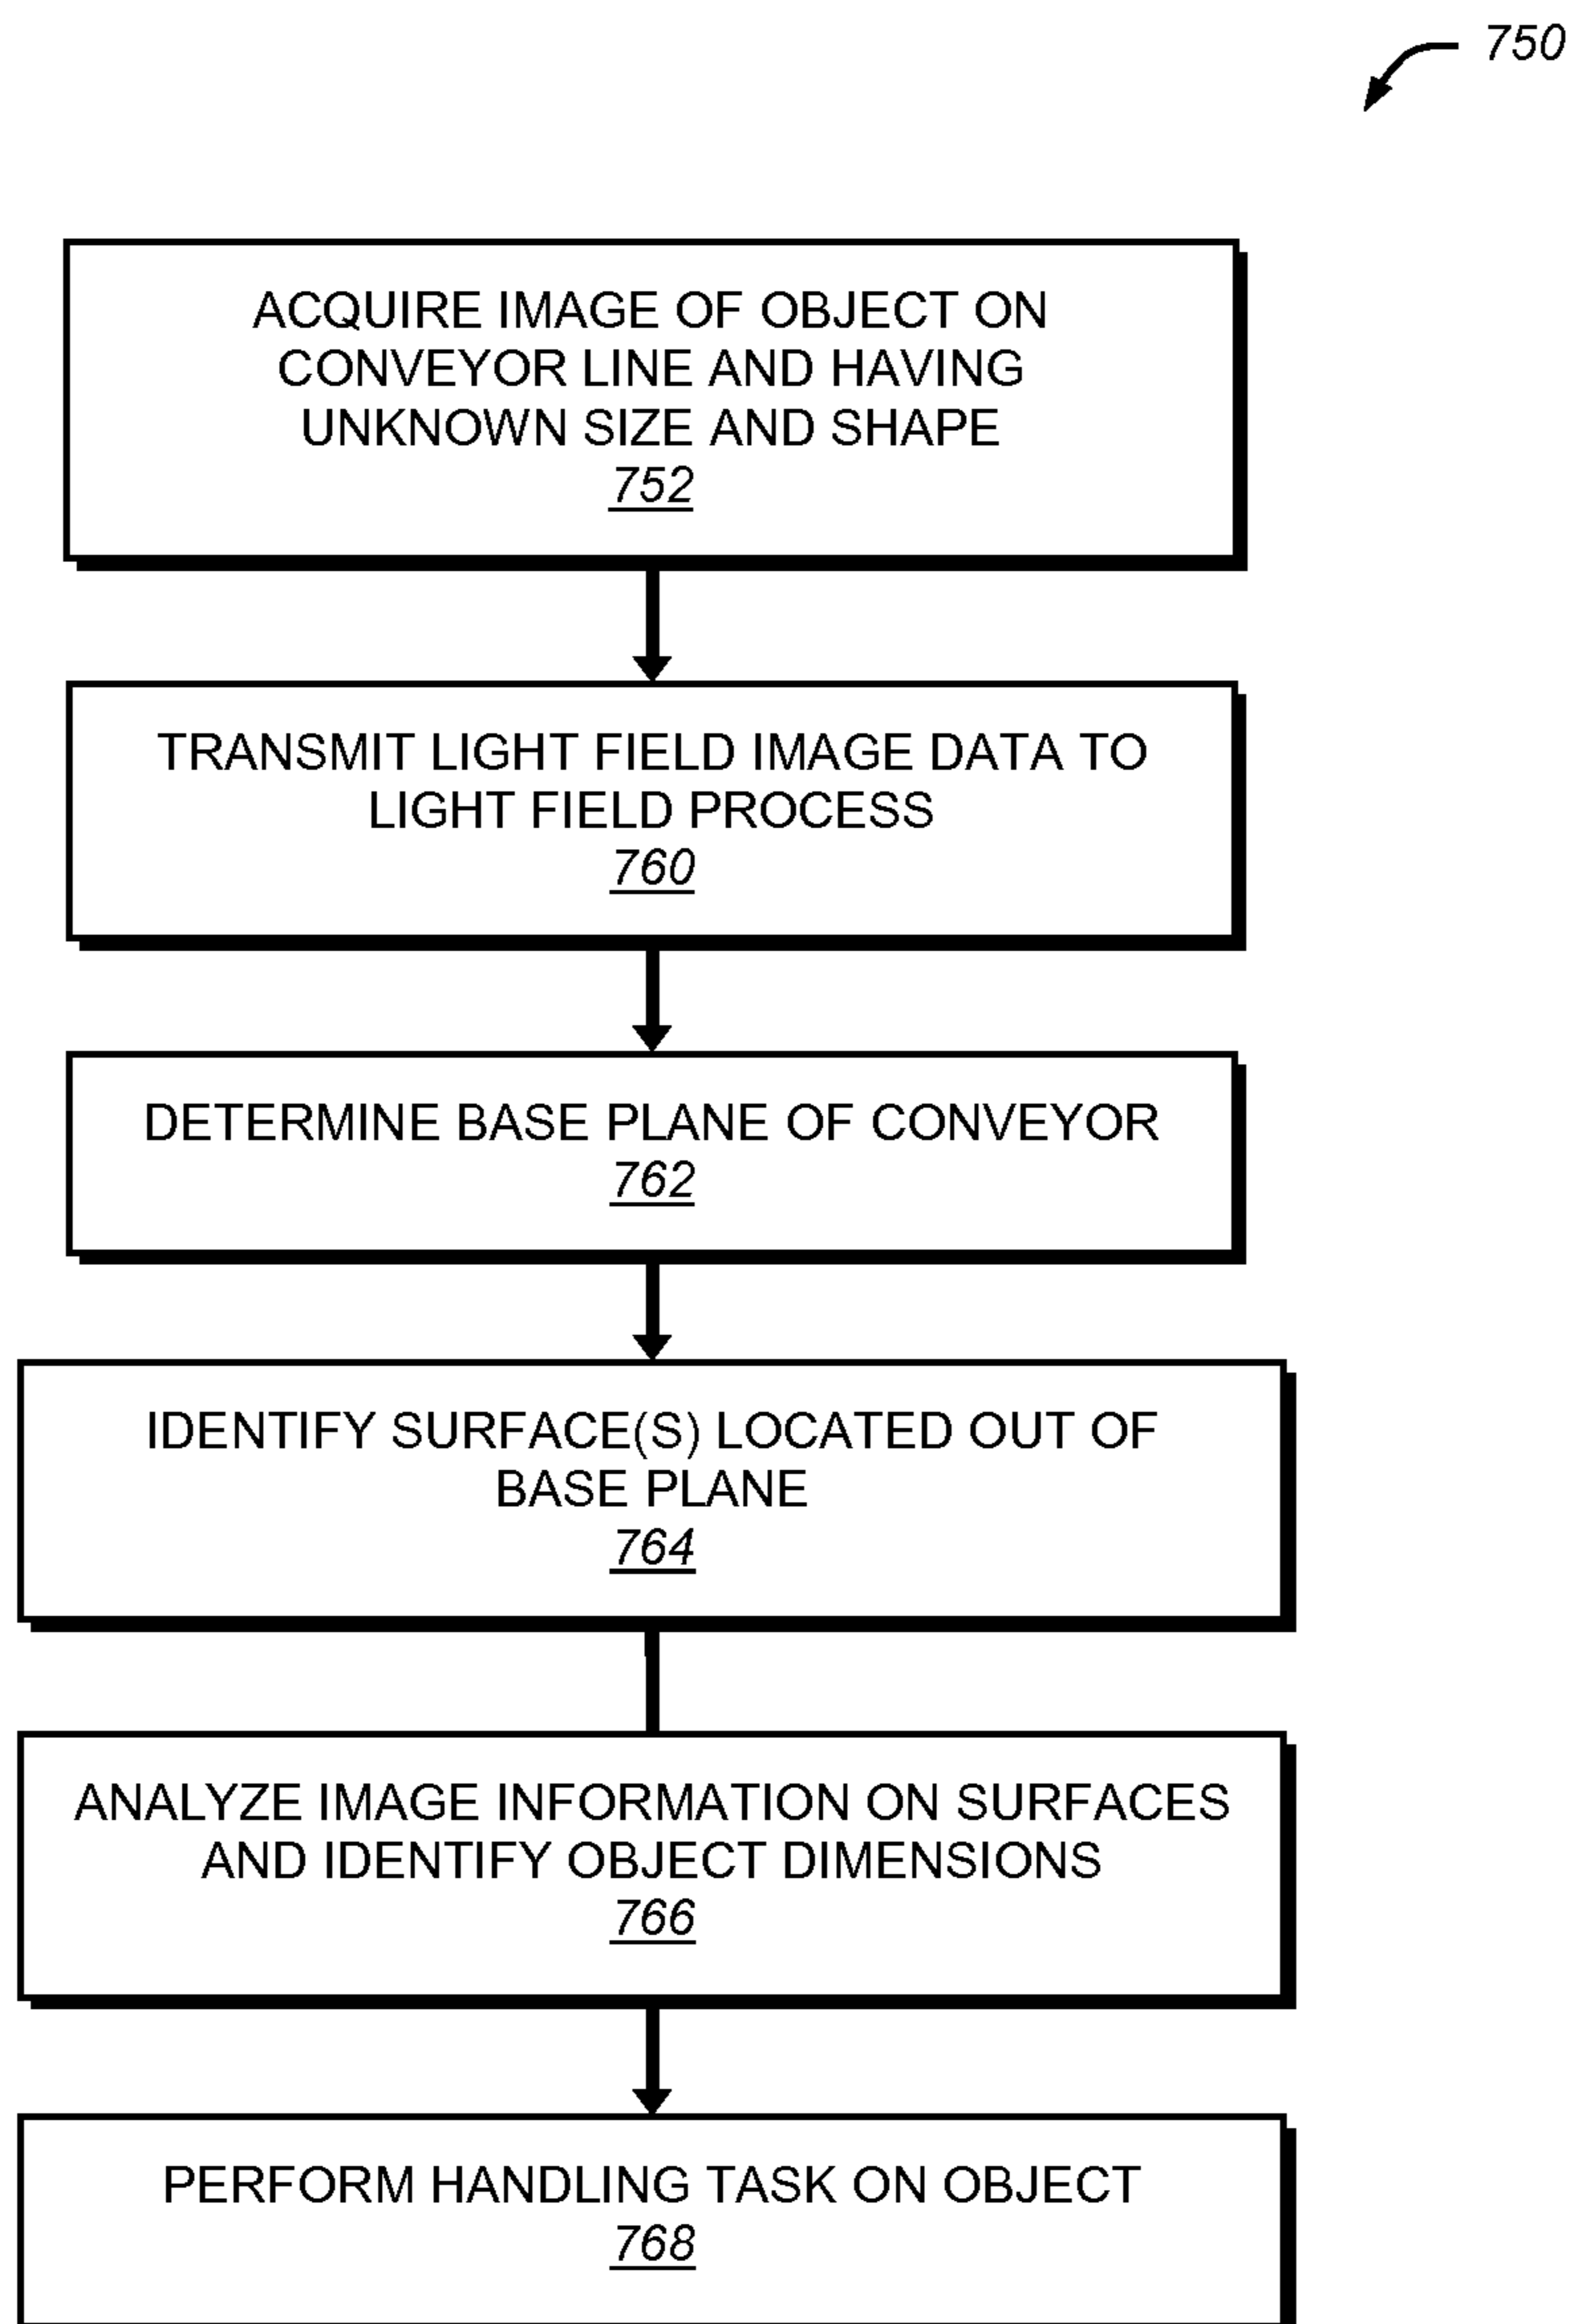 750
ACQUIRE IMAGE OF OBJECT ON
CONVEYOR LINE AND HAVING
UNKNOWN SIZE AND SHAPE
752
TRANSMIT LIGHT FIELD IMAGE DATA TO
LIGHT FIELD PROCESS
760
DETERMINE BASE PLANE OF CONVEYOR
762
IDENTIFY SURFACE(S) LOCATED OUT OF
BASE PLANE
764
ANALYZE IMAGE INFORMATION ON SURFACES
AND IDENTIFY OBJECT DIMENSIONS
766
PERFORM HANDLING TASK ON OBJECT
768